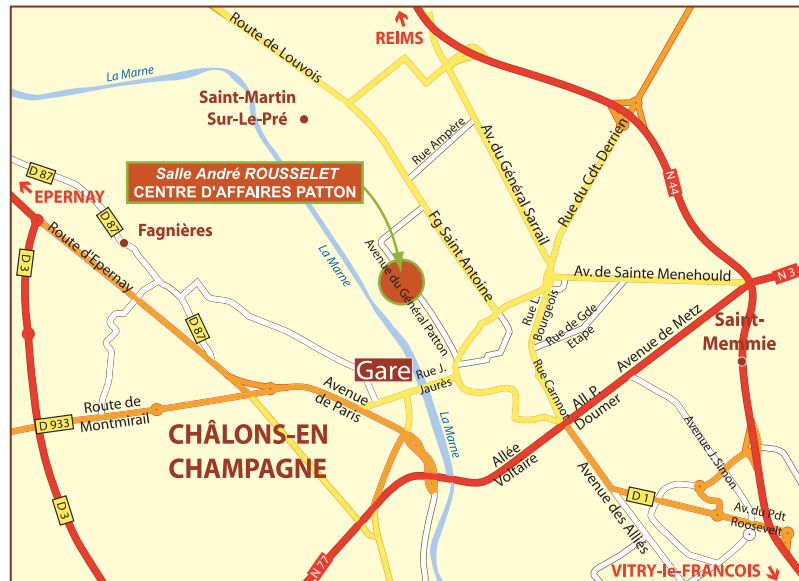 REIMS
Route de Louvois
La Marne
Saint-Martin
Sur-Le-Pré
Rue Ampère
Av. du Général Sarrail
Rue du Cdt. Derrien
N 44
D 87
Salle André ROUSSELET
CENTRE D'AFFAIRES PATTON
EPERNAY
D 87
Fagnières
Route d'Epernay
D 3
La Marne
Avenue du Général Patton
Fg Saint Antoine
Av. de Sainte Menehould
N 3
Rue L.
Bourgeois
Rue de Gde
Etape
Avenue de Metz
Saint-
Memmie
D 87
Gare
Rue J.
Jaurès
Rue Carnnot
Avenue
de Paris
Route de
Montmirail
D 933
All. P.
Doumer
La Marne
CHÂLONS-EN
CHAMPAGNE
Allée
Voltaire
Avenue J. Simon
D 3
D 1
Avenue des Alliés
Av. du Pdt
Roosevelt
N 77
VITRY-le-FRANCOIS